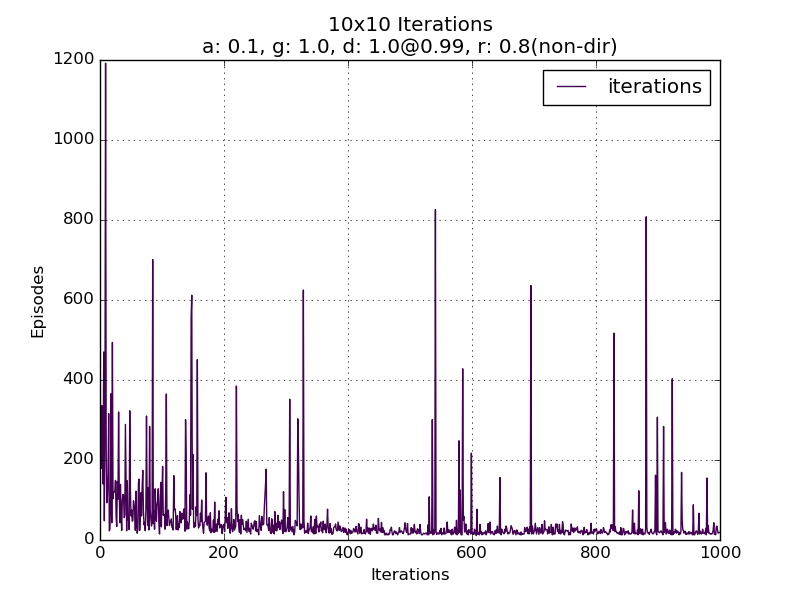 10x10 Iterations
a: 0.1, g: 1.0, d: 1.0@0.99, r: 0.8(non-dir)
iterations
1200
1000
800
600
400
200
0
Episodes
0 200 400 600 800 1000
Iterations